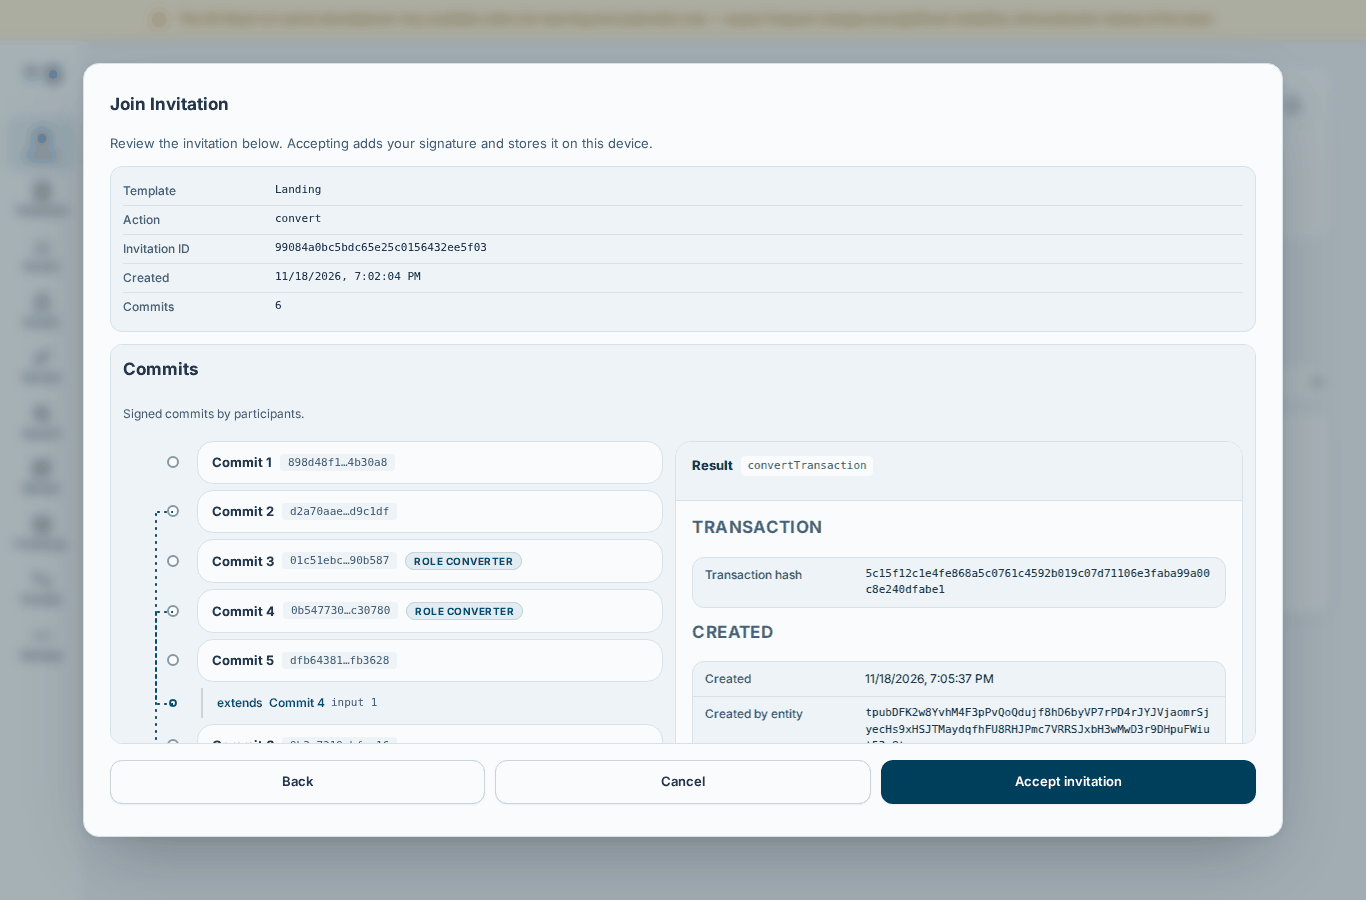 Join Invitation
Review the invitation below. Accepting adds your signature and stores it on this device.
Template Landing
Action convert
Invitation ID 99084a0bc5bdc65e25c0156432ee5f03
Created 11/18/2026, 7:02:04 PM
Commits 6
Commits
Signed commits by participants.
Commit 1 898d48f1…4b30a8
Commit 2 d2a70aae…d9c1df
Commit 3 01c51ebc…90b587 ROLE CONVERTER
Commit 4 0b547730…c30780 ROLE CONVERTER
Commit 5 dfb64381…fb3628
extends Commit 4 input 1
Result convertTransaction
TRANSACTION
Transaction hash 5c15f12c1e4fe868a5c0761c4592b019c07d71106e3faba99a00
c8e240dfabe1
CREATED
Created 11/18/2026, 7:05:37 PM
Created by entity tpubDFK2w8YvhM4F3pPvQoQdujf8hD6byVP7rPD4rJYJVjaomrSj
yecHs9xHSJTMaydqfhFU8RHJPmc7VRRSJxbH3wMwD3r9DHpuFWiu
Back
Cancel
Accept invitation